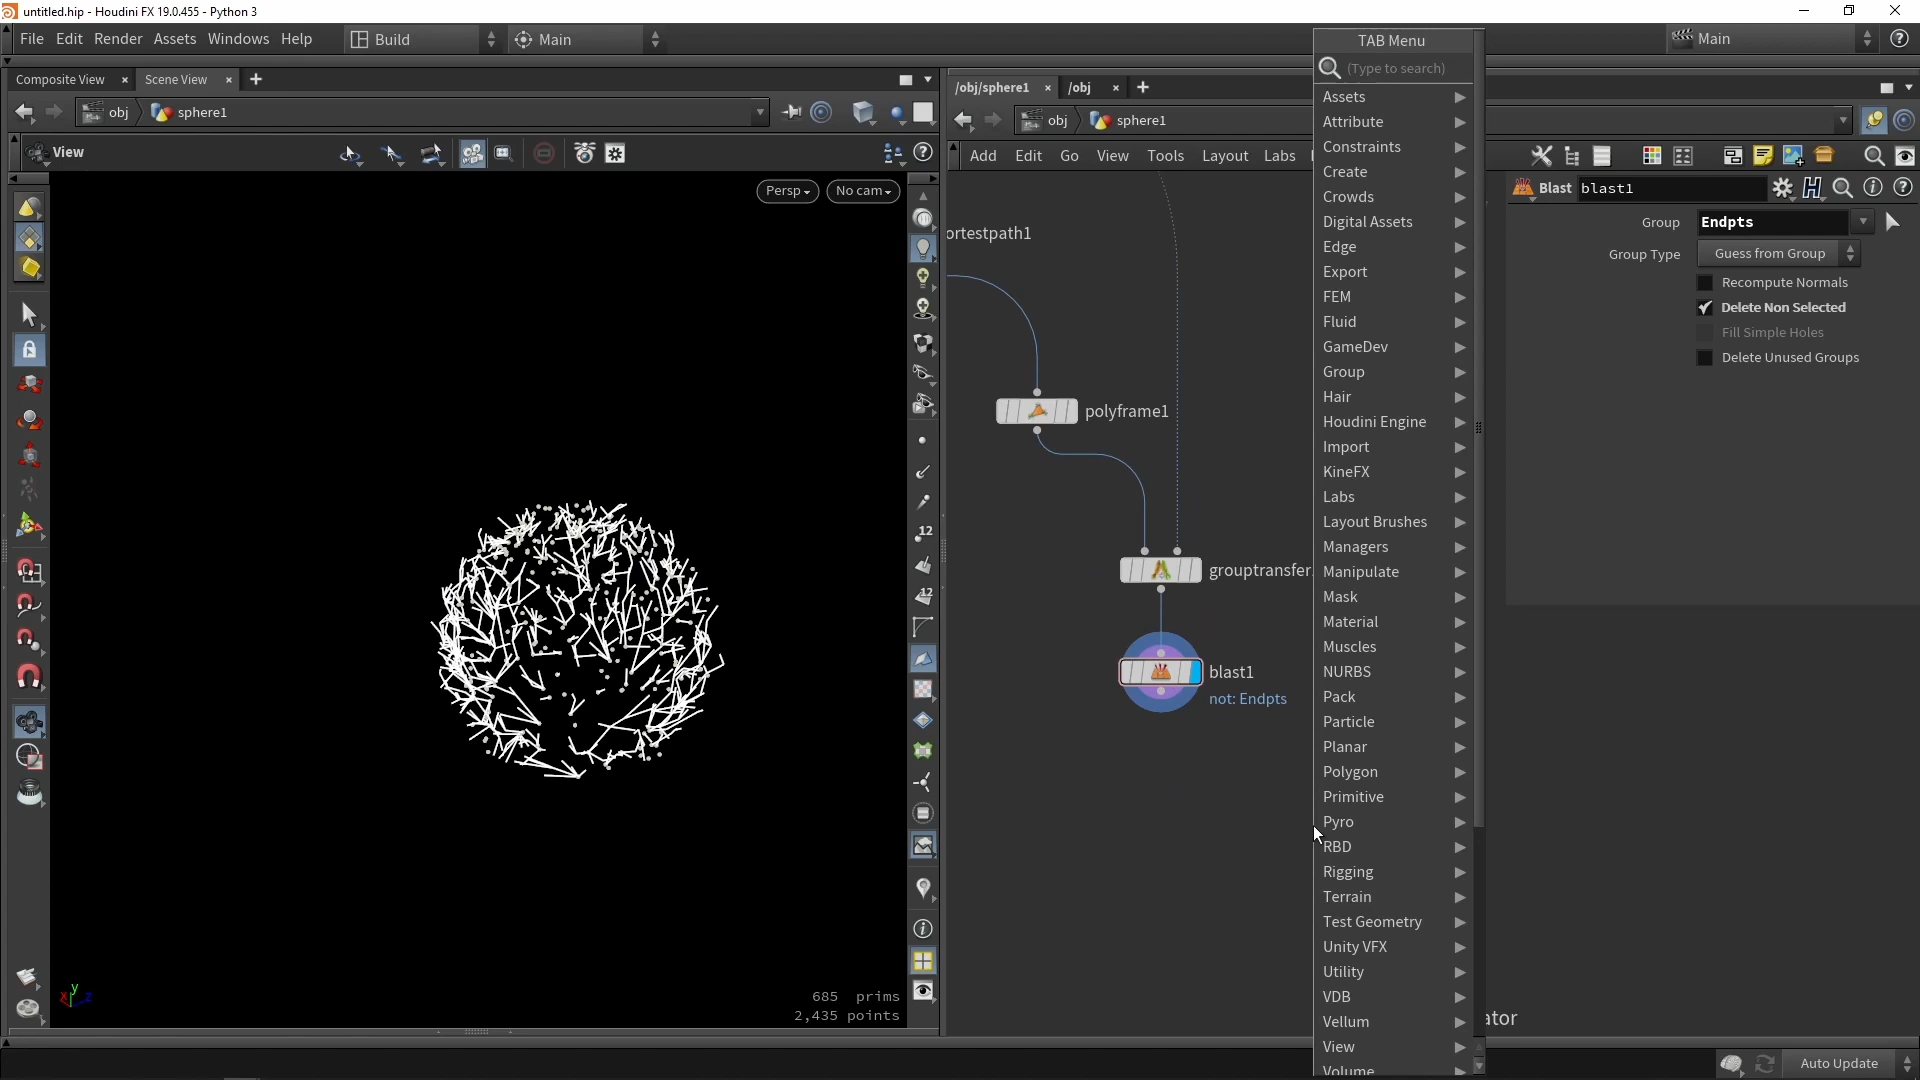 untitled.hip - Houdini FX 19.0.455 - Python 3
File Edit Render Assets Windows Help Build Main Main
Composite View × Scene View × +
obj sphere1
View
Persp No cam
12
12
y
x z
685 prims
2,435 points
/obj/sphere1 × /obj × +
obj sphere1
Add Edit Go View Tools Layout Labs
ortestpath1
polyframe1
grouptransfer
blast1
not: Endpts
TAB Menu
(Type to search)
Assets
Attribute
Constraints
Create
Crowds
Digital Assets
Edge
Export
FEM
Fluid
GameDev
Group
Hair
Houdini Engine
Import
KineFX
Labs
Layout Brushes
Managers
Manipulate
Mask
Material
Muscles
NURBS
Pack
Particle
Planar
Polygon
Primitive
Pyro
RBD
Rigging
Terrain
Test Geometry
Unity VFX
Utility
VDB
Vellum
View
Volume
Blast blast1
Group Endpts
Group Type Guess from Group
Recompute Normals
Delete Non Selected
Fill Simple Holes
Delete Unused Groups
ator
Auto Update